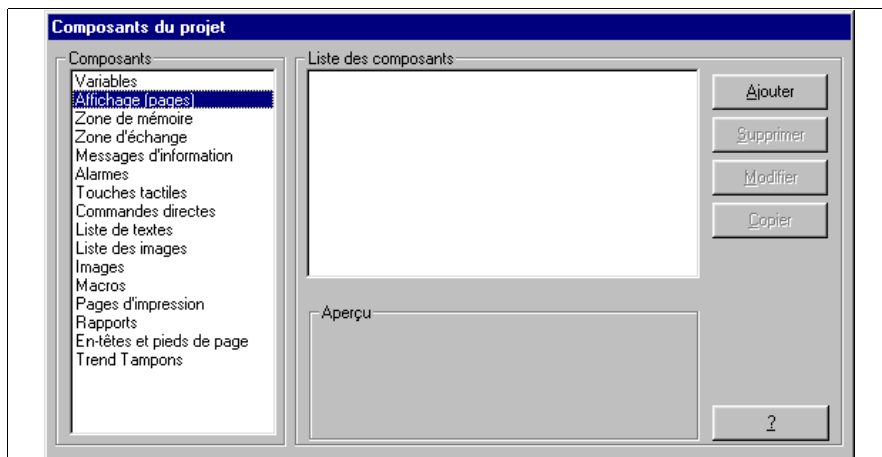 Composants du projet
Composants
Variables
Affichage (pages)
Zone de mémoire
Zone d'échange
Messages d'information
Alarmes
Touches tactiles
Commandes directes
Liste de textes
Liste des images
Images
Macros
Pages d'impression
Rapports
En-têtes et pieds de page
Trend Tampons
Liste des composants
Aperçu
Ajouter
Supprimer
Modifier
Copier
?